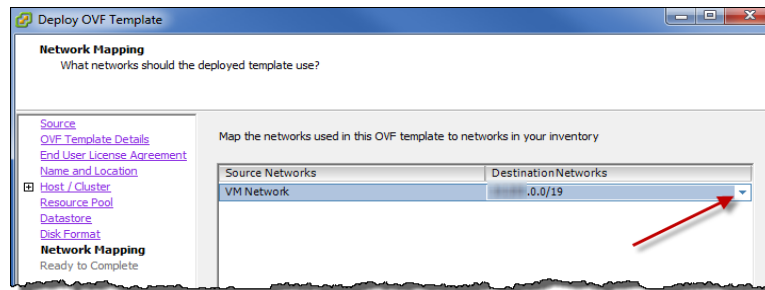 Deploy OVF Template
Network Mapping
What networks should the deployed template use?
Source
OVF Template Details
End User License Agreement
Name and Location
Host / Cluster
Resource Pool
Datastore
Disk Format
Network Mapping
Ready to Complete
Map the networks used in this OVF template to networks in your inventory
Source Networks DestinationNetworks
VM Network .0.0/19